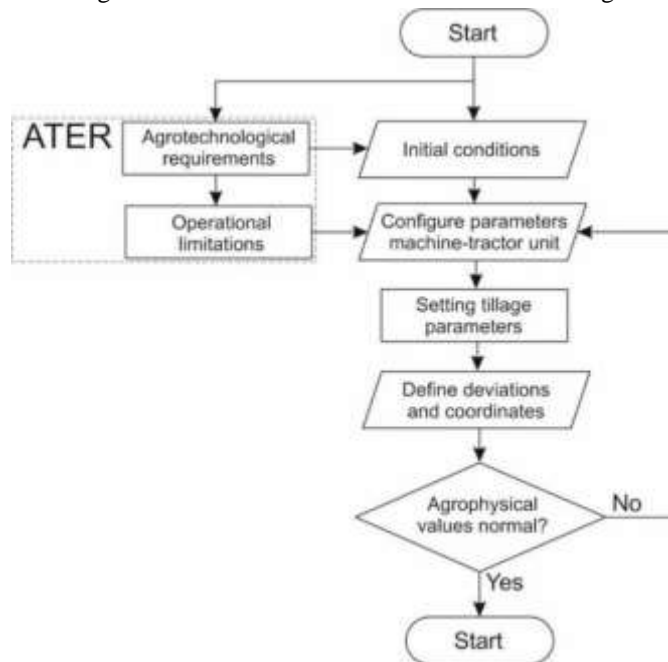 Start
ATER
Agrotechnological
requirements
Initial conditions
Operational
limitations
Configure parameters
machine-tractor unit
Setting tillage
parameters
Define deviations
and coordinates
Agrophysical
values normal?
No
Yes
Start